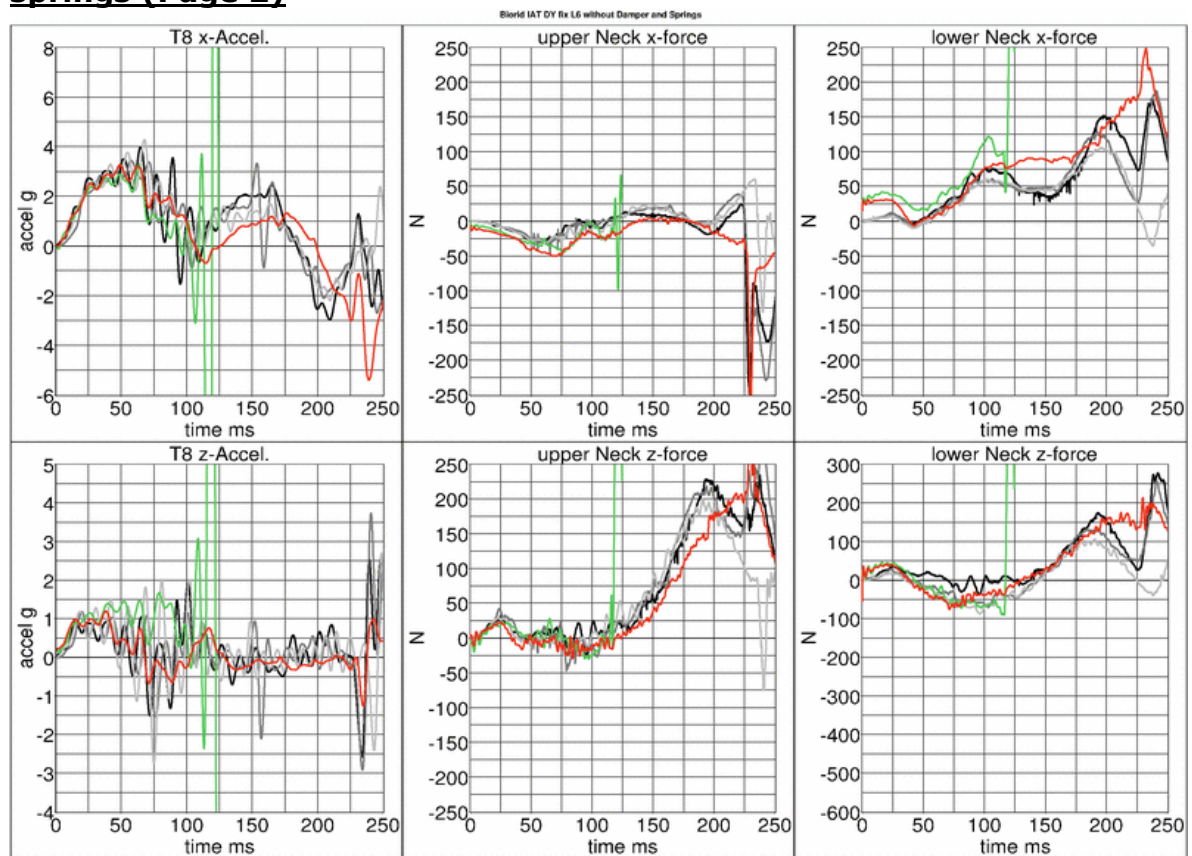 springs (Page 2)
Biorid IAT DY fix L6 without Damper and Springs
T8 x-Accel.
accel g
8
6
4
2
0
-2
-4
-6
0 50 100 150 200 250
time ms
upper Neck x-force
N
250
200
150
100
50
0
-50
-100
-150
-200
-250
0 50 100 150 200 250
time ms
lower Neck x-force
N
250
200
150
100
50
0
-50
-100
-150
-200
-250
0 50 100 150 200 250
time ms
T8 z-Accel.
accel g
5
4
3
2
1
0
-1
-2
-3
-4
0 50 100 150 200 250
time ms
upper Neck z-force
N
250
200
150
100
50
0
-50
-100
-150
-200
-250
0 50 100 150 200 250
time ms
lower Neck z-force
N
300
200
100
0
-100
-200
-300
-400
-500
-600
0 50 100 150 200 250
time ms